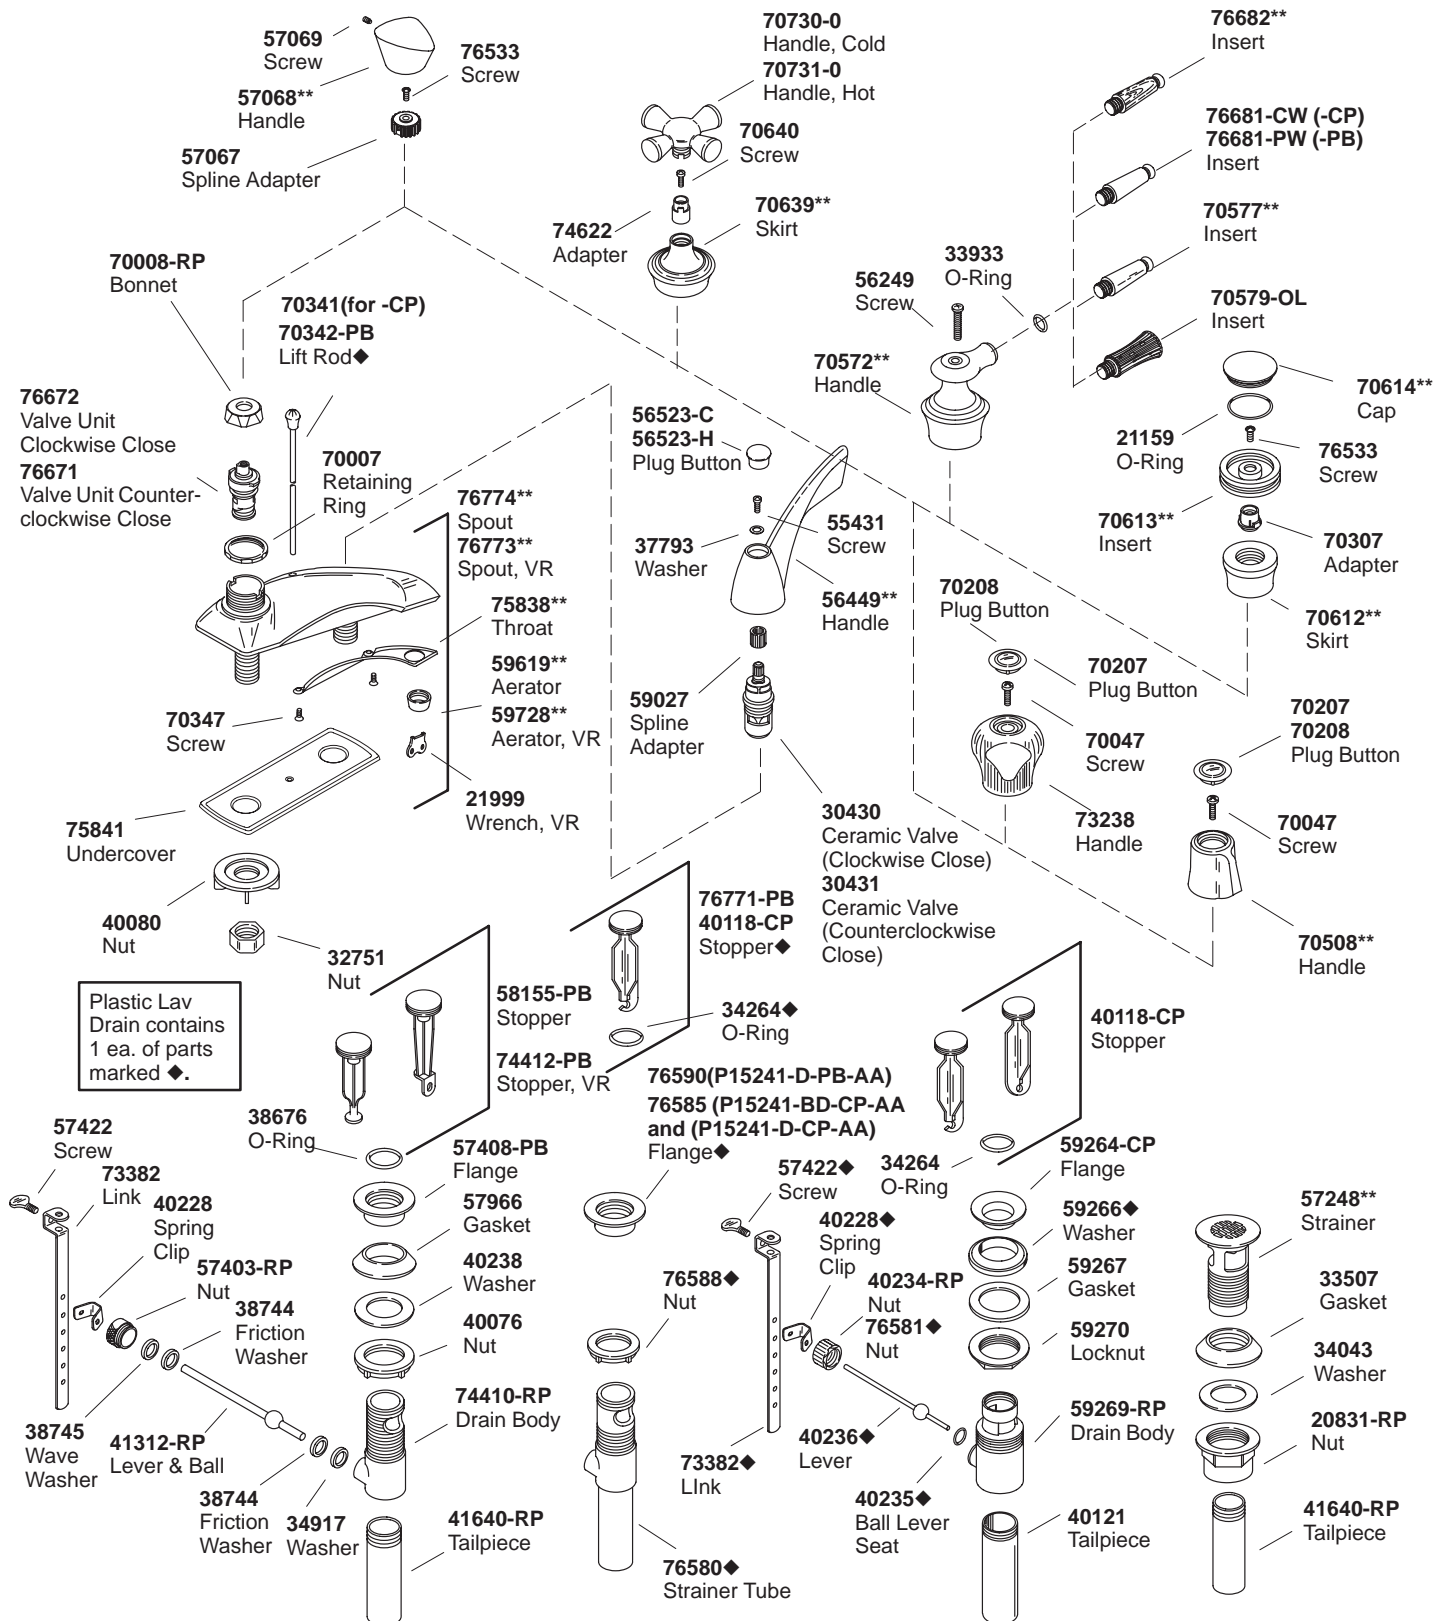 57069
Screw
57068**
Handle
57067
Spline Adapter
76533
Screw
70730-0
Handle, Cold
70731-0
Handle, Hot
70640
Screw
74622
Adapter
70639**
Skirt
76682**
Insert
76681-CW (-CP)
76681-PW (-PB)
Insert
70577**
Insert
70579-OL
Insert
33933
O-Ring
56249
Screw
70572**
Handle
70614**
Cap
21159
O-Ring
76533
Screw
70613**
Insert
70307
Adapter
70612**
Skirt
70008-RP
Bonnet
70341(for -CP)
70342-PB
Lift Rod◆
76672
Valve Unit
Clockwise Close
76671
Valve Unit Counter-
clockwise Close
70007
Retaining
Ring
76774**
Spout
76773**
Spout, VR
75838**
Throat
59619**
Aerator
59728**
Aerator, VR
21999
Wrench, VR
70347
Screw
75841
Undercover
40080
Nut
32751
Nut
56523-C
56523-H
Plug Button
37793
Washer
55431
Screw
56449**
Handle
59027
Spline
Adapter
30430
Ceramic Valve
(Clockwise Close)
30431
Ceramic Valve
(Counterclockwise
Close)
70208
Plug Button
70207
Plug Button
70047
Screw
73238
Handle
70207
70208
Plug Button
70047
Screw
70508**
Handle
Plastic Lav
Drain contains
1 ea. of parts
marked ◆.
58155-PB
Stopper
74412-PB
Stopper, VR
76771-PB
40118-CP
Stopper◆
34264◆
O-Ring
40118-CP
Stopper
34264
O-Ring
38676
O-Ring
57408-PB
Flange
57966
Gasket
40238
Washer
40076
Nut
74410-RP
Drain Body
41640-RP
Tailpiece
57422
Screw
73382
Link
40228
Spring
Clip
57403-RP
Nut
38744
Friction
Washer
38745
Wave
Washer
41312-RP
Lever & Ball
38744
Friction
Washer
34917
Washer
76590(P15241-D-PB-AA)
76585 (P15241-BD-CP-AA
and (P15241-D-CP-AA)
Flange◆
76588◆
Nut
76580◆
Strainer Tube
57422◆
Screw
40228◆
Spring
Clip
40234-RP
Nut
76581◆
Nut
73382◆
LInk
40236◆
Lever
40235◆
Ball Lever
Seat
59264-CP
Flange
59266◆
Washer
59267
Gasket
59270
Locknut
59269-RP
Drain Body
40121
Tailpiece
57248**
Strainer
33507
Gasket
34043
Washer
20831-RP
Nut
41640-RP
Tailpiece